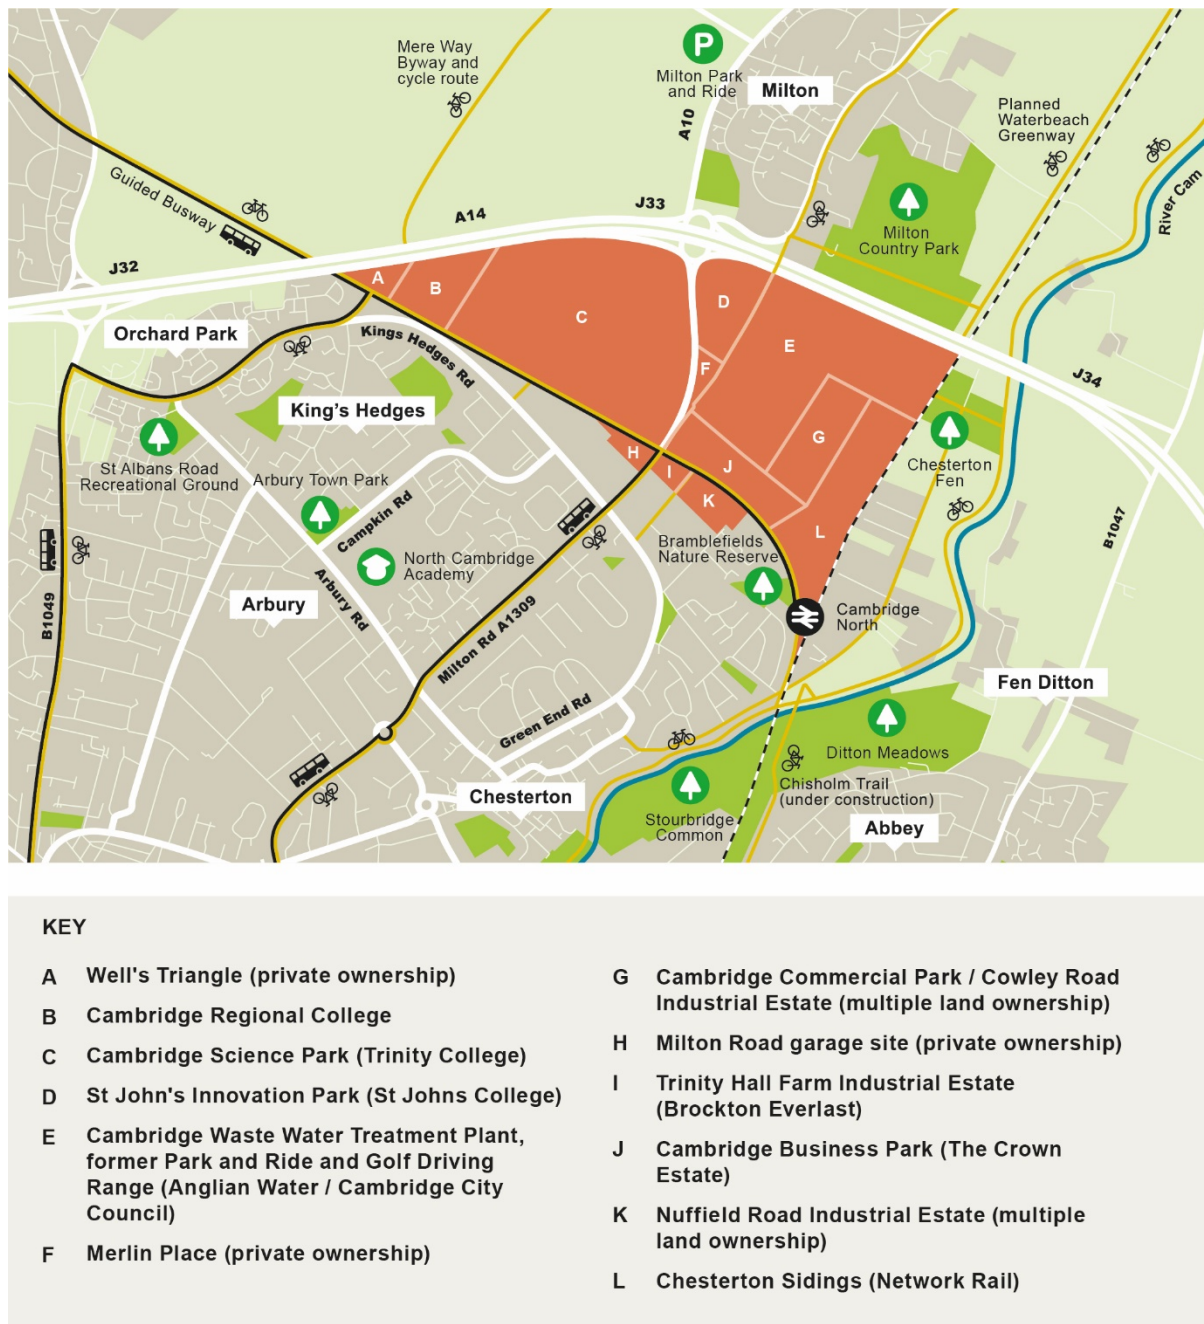 Mere Way
Byway and
cycle route
P
Milton Park
and Ride
Milton
A10
Planned
Waterbeach
Greenway
River Cam
Guided Busway
A14
J33
Milton
Country Park
J32
A
B
C
D
E
Orchard Park
Kings Hedges Rd
F
J34
King's Hedges
St Albans Road
Recreational Ground
Arbury Town Park
Campkin Rd
H
I
J
G
K
L
Chesterton
Fen
B1047
Bramblefields
Nature Reserve
North Cambridge
Academy
Arbury
Arbury Rd
B1049
Milton Rd A1309
Cambridge
North
Fen Ditton
Green End Rd
Ditton Meadows
Chesterton
Chisholm Trail
(under construction)
Stourbridge
Common
Abbey
KEY
A Well's Triangle (private ownership)
B Cambridge Regional College
C Cambridge Science Park (Trinity College)
D St John's Innovation Park (St Johns College)
E Cambridge Waste Water Treatment Plant,
former Park and Ride and Golf Driving
Range (Anglian Water / Cambridge City
Council)
F Merlin Place (private ownership)
G Cambridge Commercial Park / Cowley Road
Industrial Estate (multiple land ownership)
H Milton Road garage site (private ownership)
I Trinity Hall Farm Industrial Estate
(Brockton Everlast)
J Cambridge Business Park (The Crown
Estate)
K Nuffield Road Industrial Estate (multiple
land ownership)
L Chesterton Sidings (Network Rail)